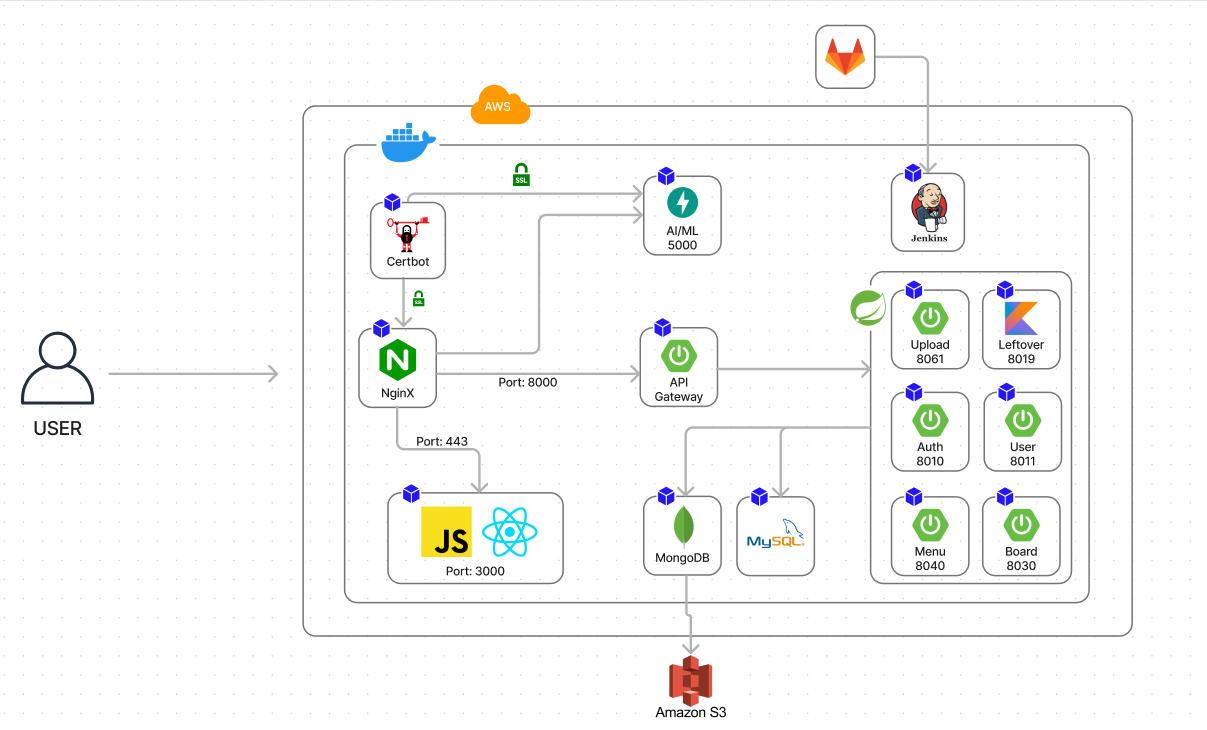 AWS
SSL
Certbot
AI/ML
5000
Jenkins
SSL
NginX
Port: 8000
API
Gateway
Upload
8061
Leftover
8019
Auth
8010
User
8011
Menu
8040
Board
8030
USER
Port: 443
JS
Port: 3000
MongoDB
MySQL
Amazon S3